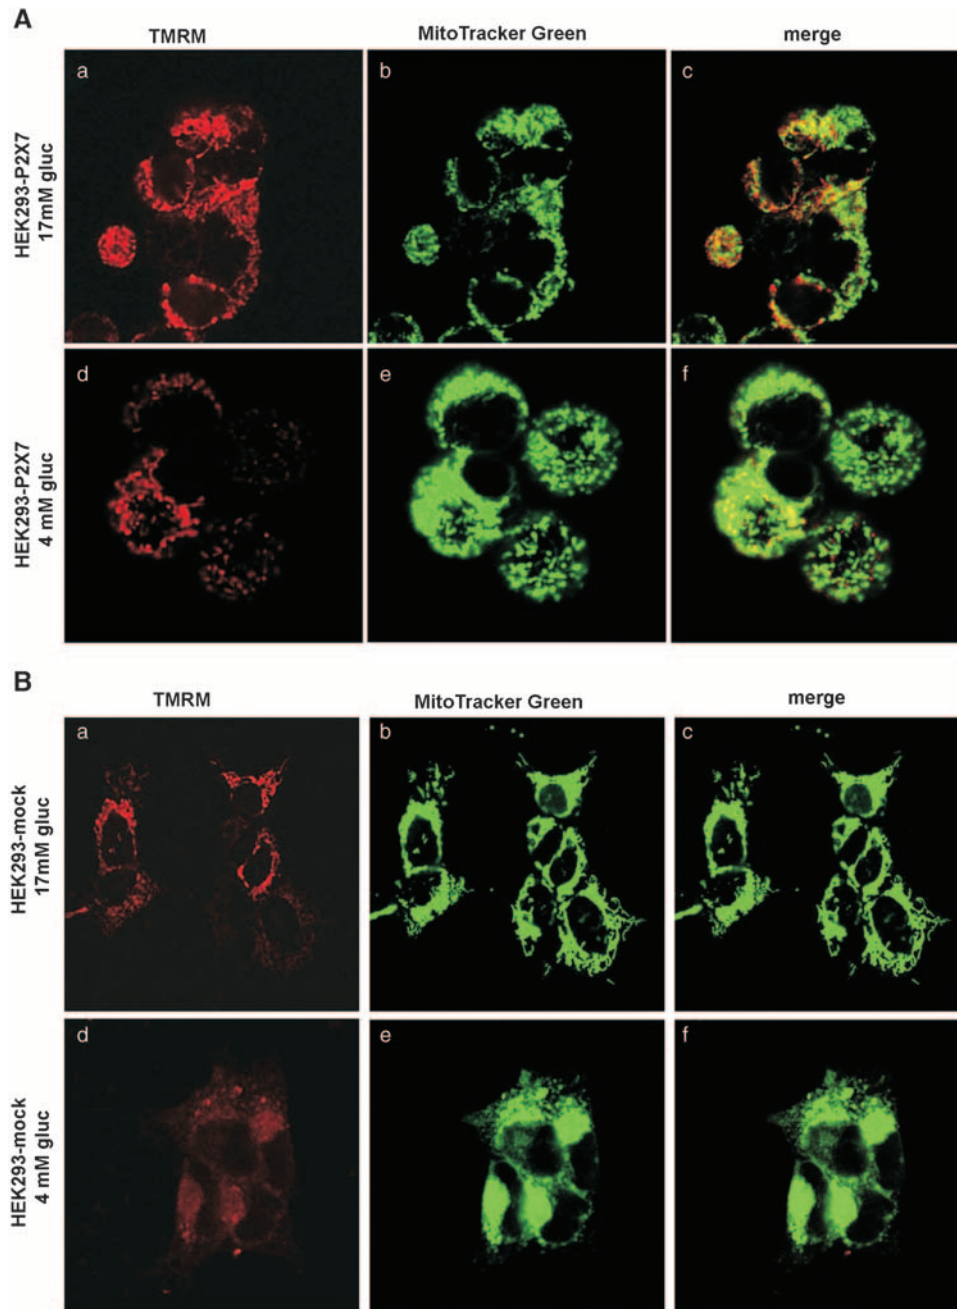 A
TMRM MitoTracker Green merge
HEK293-P2X7
17mM gluc
a b c
HEK293-P2X7
4 mM gluc
d e f
B
TMRM MitoTracker Green merge
HEK293-mock
17mM gluc
a b c
HEK293-mock
4 mM gluc
d e f